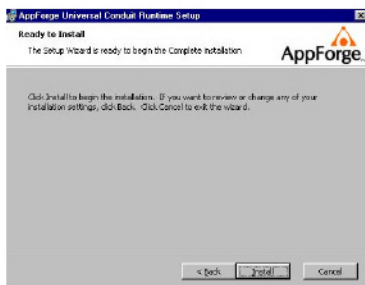 AppForge Universal Conduit Runtime Setup
Ready to Install
The Setup Wizard is ready to begin the Complete installation
AppForge
Click Install to begin the installation. If you want to review or change any of your
installation settings, click Back. Click Cancel to exit the wizard.
< Back
Install
Cancel